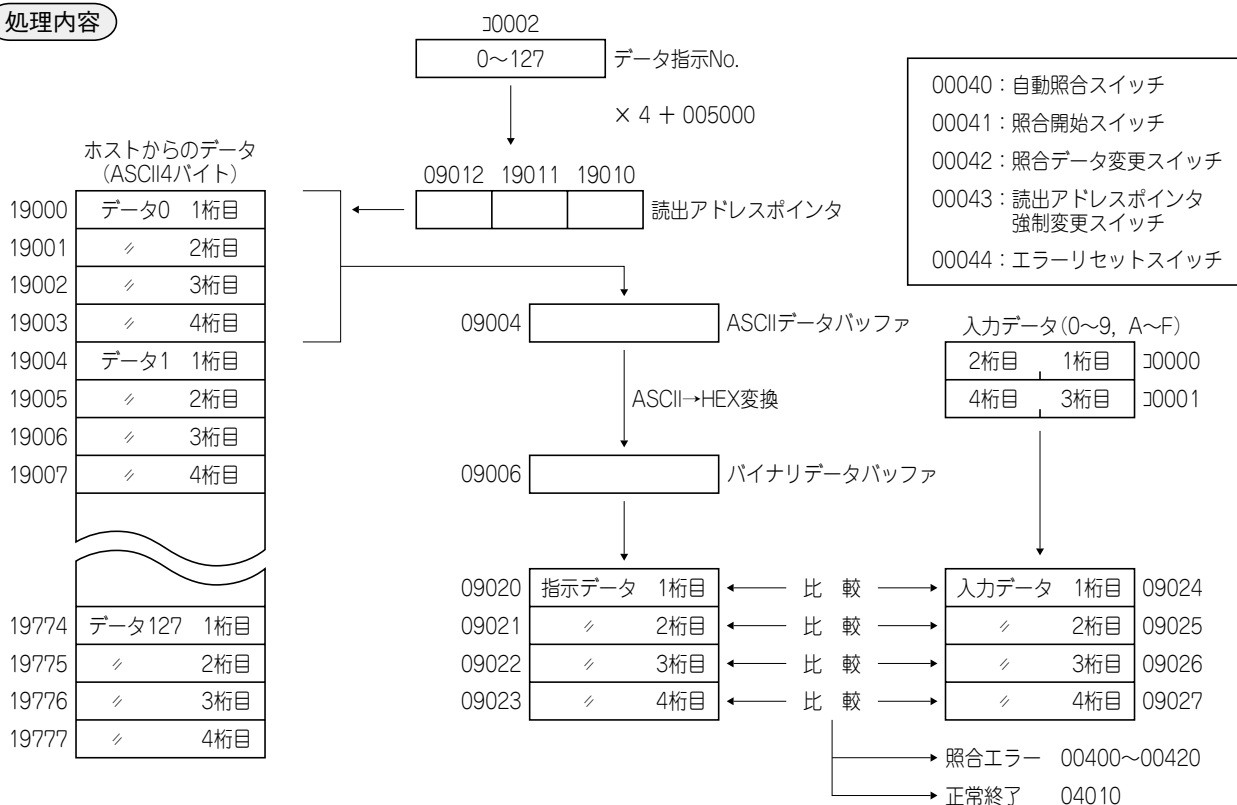 処理内容
コ0002
0～127 データ指示No.
× 4 + 005000
09012 19011 19010
読出アドレスポインタ
00040：自動照合スイッチ
00041：照合開始スイッチ
00042：照合データ変更スイッチ
00043：読出アドレスポインタ
強制変更スイッチ
00044：エラーリセットスイッチ
ホストからのデータ
（ASCII4バイト）
19000 データ0 1桁目
19001 〃 2桁目
19002 〃 3桁目
19003 〃 4桁目
19004 データ1 1桁目
19005 〃 2桁目
19006 〃 3桁目
19007 〃 4桁目
19774 データ127 1桁目
19775 〃 2桁目
19776 〃 3桁目
19777 〃 4桁目
09004 ASCIIデータバッファ
ASCII→HEX変換
09006 バイナリデータバッファ
入力データ(0～9, A～F)
2桁目 1桁目 コ0000
4桁目 3桁目 コ0001
09020 指示データ 1桁目 比 較 入力データ 1桁目 09024
09021 〃 2桁目 比 較 〃 2桁目 09025
09022 〃 3桁目 比 較 〃 3桁目 09026
09023 〃 4桁目 比 較 〃 4桁目 09027
照合エラー 00400～00420
正常終了 04010